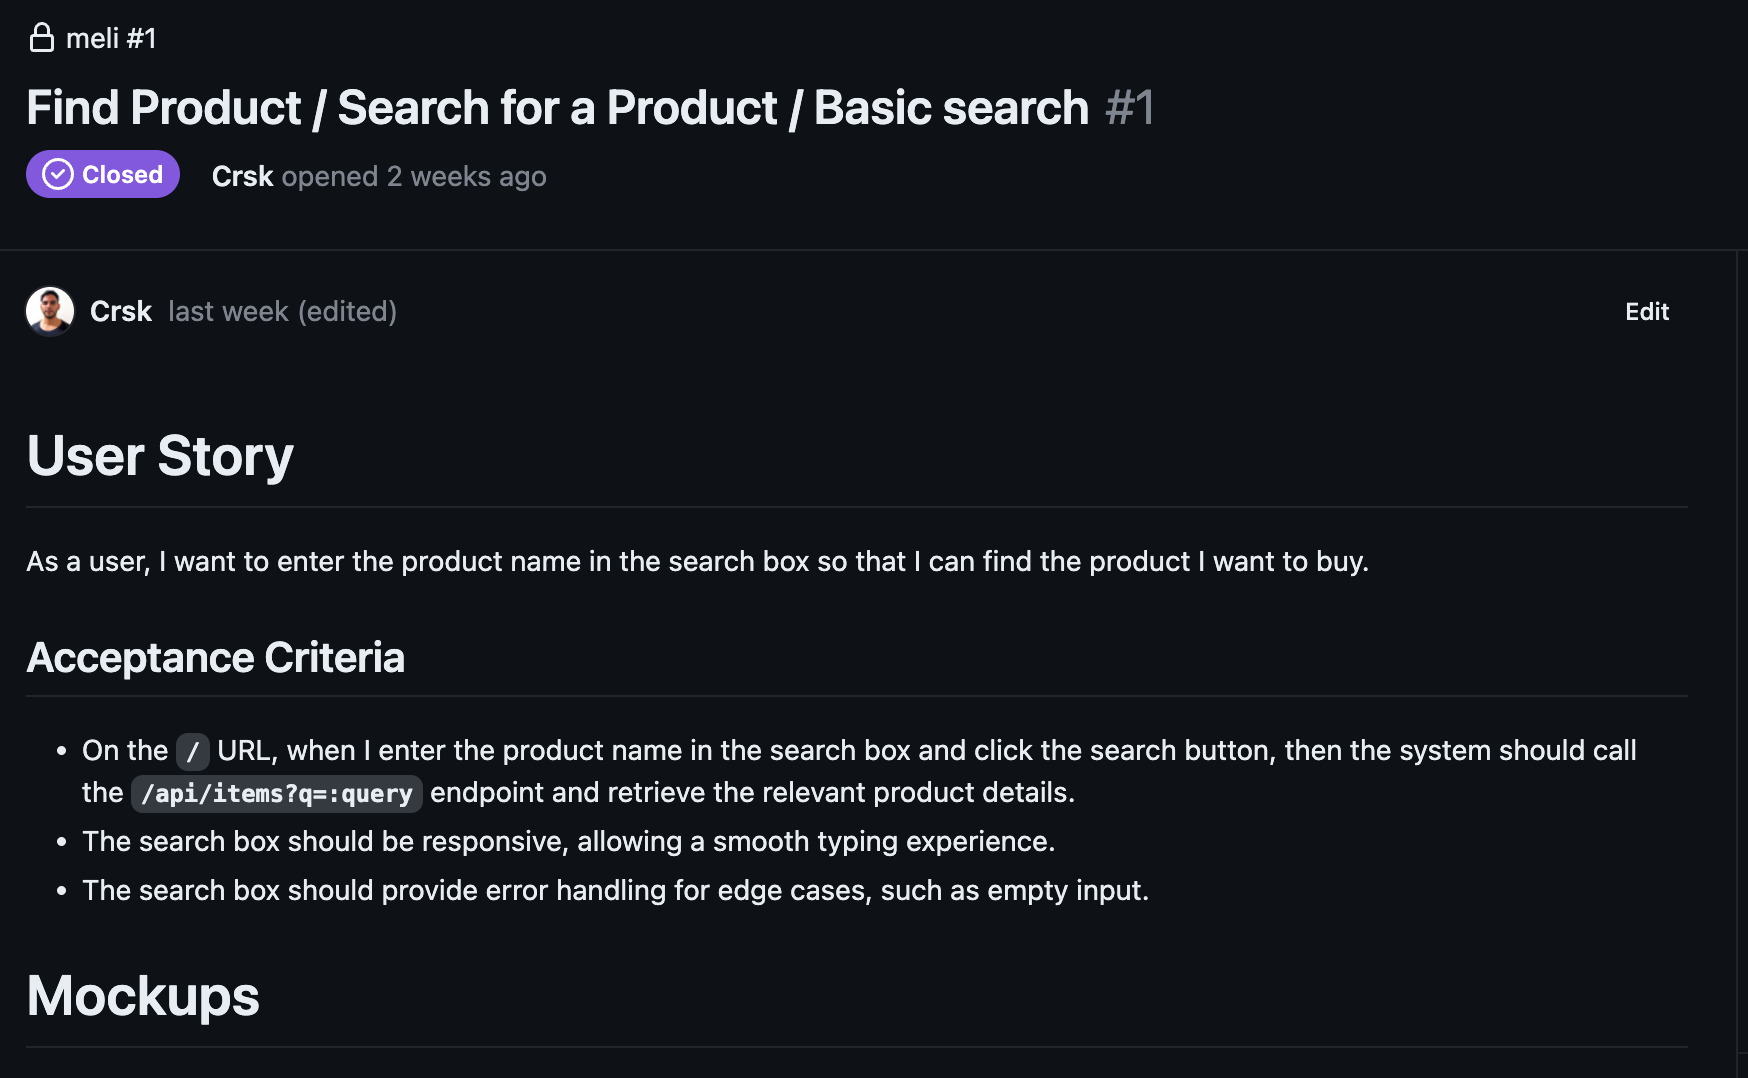 meli #1
Find Product / Search for a Product / Basic search #1
Closed
Crsk opened 2 weeks ago
Crsk last week (edited)
Edit
User Story
As a user, I want to enter the product name in the search box so that I can find the product I want to buy.
Acceptance Criteria
• On the / URL, when I enter the product name in the search box and click the search button, then the system should call
the /api/items?q=:query endpoint and retrieve the relevant product details.
• The search box should be responsive, allowing a smooth typing experience.
• The search box should provide error handling for edge cases, such as empty input.
Mockups